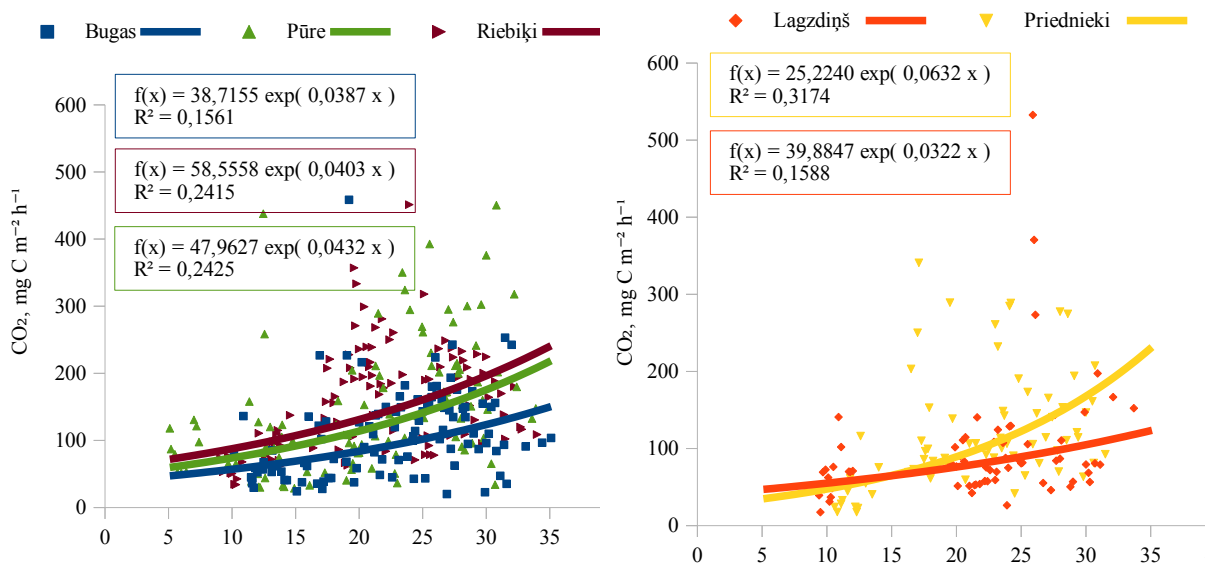 Bugas Pūre Riebiķi
f(x) = 38,7155 exp( 0,0387 x )
R² = 0,1561
f(x) = 58,5558 exp( 0,0403 x )
R² = 0,2415
f(x) = 47,9627 exp( 0,0432 x )
R² = 0,2425
CO₂, mg C m⁻² h⁻¹
600
500
400
300
200
100
0
0 5 10 15 20 25 30 35
Lagzdiņš Priednieki
f(x) = 25,2240 exp( 0,0632 x )
R² = 0,3174
f(x) = 39,8847 exp( 0,0322 x )
R² = 0,1588
CO₂, mg C m⁻² h⁻¹
600
500
400
300
200
100
0
0 5 10 15 20 25 30 35